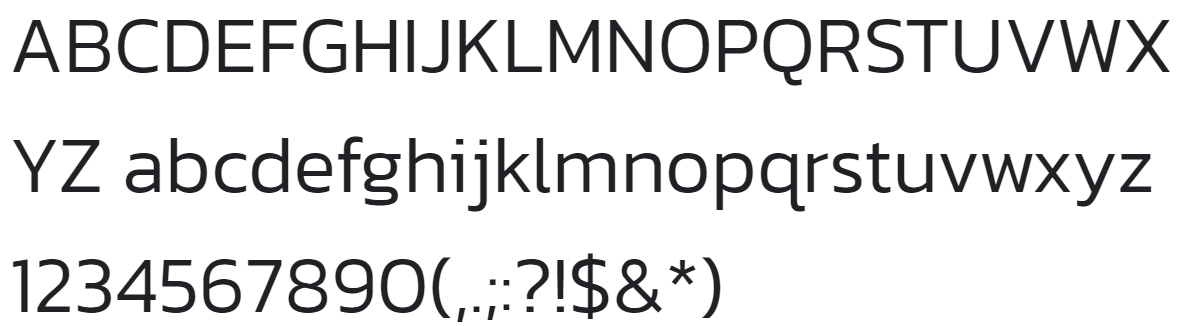 ABCDEFGHIJKLMNOPQRSTUVWX
YZ abcdefghijklmnopqrstuvwxyz
1234567890(,.;:?!$&*)